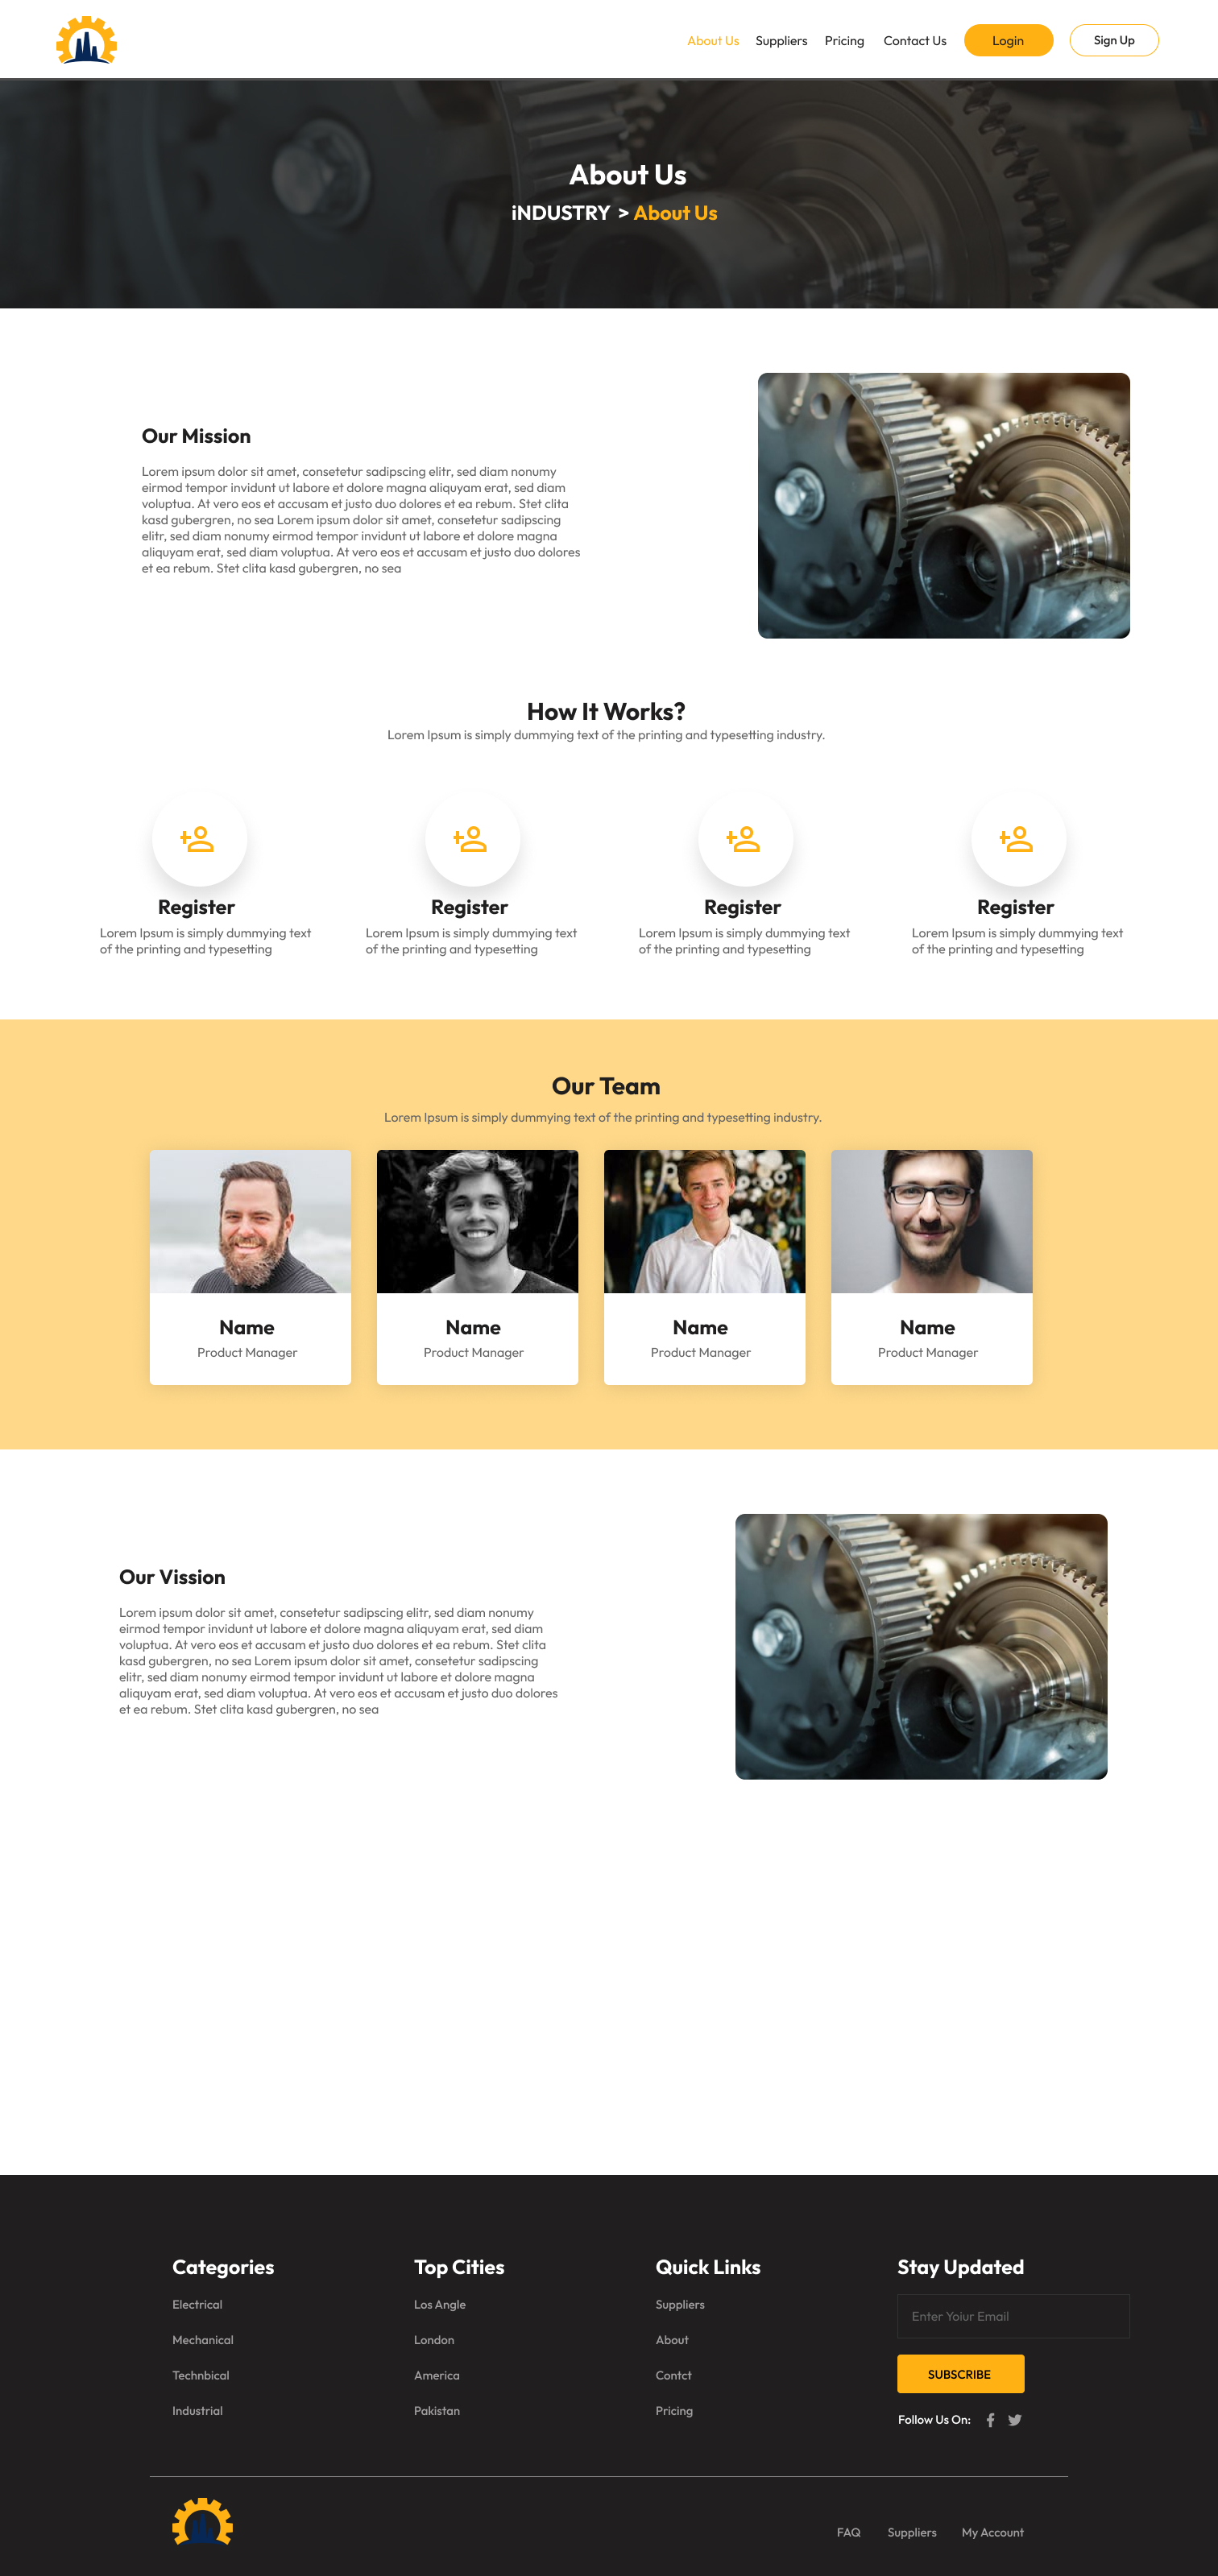 About Us
Suppliers
Pricing
Contact Us
Login
Sign Up
About Us
iNDUSTRY > About Us
Our Mission
Lorem ipsum dolor sit amet, consetetur sadipscing elitr, sed diam nonumy
eirmod tempor invidunt ut labore et dolore magna aliquyam erat, sed diam
voluptua. At vero eos et accusam et justo duo dolores et ea rebum. Stet clita
kasd gubergren, no sea Lorem ipsum dolor sit amet, consetetur sadipscing
elitr, sed diam nonumy eirmod tempor invidunt ut labore et dolore magna
aliquyam erat, sed diam voluptua. At vero eos et accusam et justo duo dolores
et ea rebum. Stet clita kasd gubergren, no sea
How It Works?
Lorem Ipsum is simply dummying text of the printing and typesetting industry.
Register
Lorem Ipsum is simply dummying text
of the printing and typesetting
Register
Lorem Ipsum is simply dummying text
of the printing and typesetting
Register
Lorem Ipsum is simply dummying text
of the printing and typesetting
Register
Lorem Ipsum is simply dummying text
of the printing and typesetting
Our Team
Lorem Ipsum is simply dummying text of the printing and typesetting industry.
Name
Product Manager
Name
Product Manager
Name
Product Manager
Name
Product Manager
Our Vission
Lorem ipsum dolor sit amet, consetetur sadipscing elitr, sed diam nonumy
eirmod tempor invidunt ut labore et dolore magna aliquyam erat, sed diam
voluptua. At vero eos et accusam et justo duo dolores et ea rebum. Stet clita
kasd gubergren, no sea Lorem ipsum dolor sit amet, consetetur sadipscing
elitr, sed diam nonumy eirmod tempor invidunt ut labore et dolore magna
aliquyam erat, sed diam voluptua. At vero eos et accusam et justo duo dolores
et ea rebum. Stet clita kasd gubergren, no sea
Categories
Electrical
Mechanical
Technbical
Industrial
Top Cities
Los Angle
London
America
Pakistan
Quick Links
Suppliers
About
Contct
Pricing
Stay Updated
Enter Yoiur Email
SUBSCRIBE
Follow Us On:
FAQ
Suppliers
My Account